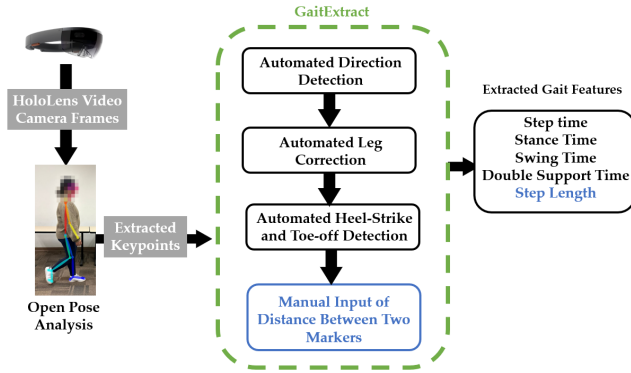 GaitExtract
HoloLens Video
Camera Frames
Open Pose
Analysis
Extracted
Keypoints
Automated Direction
Detection
Automated Leg
Correction
Automated Heel-Strike
and Toe-off Detection
Manual Input of
Distance Between Two
Markers
Extracted Gait Features
Step time
Stance Time
Swing Time
Double Support Time
Step Length